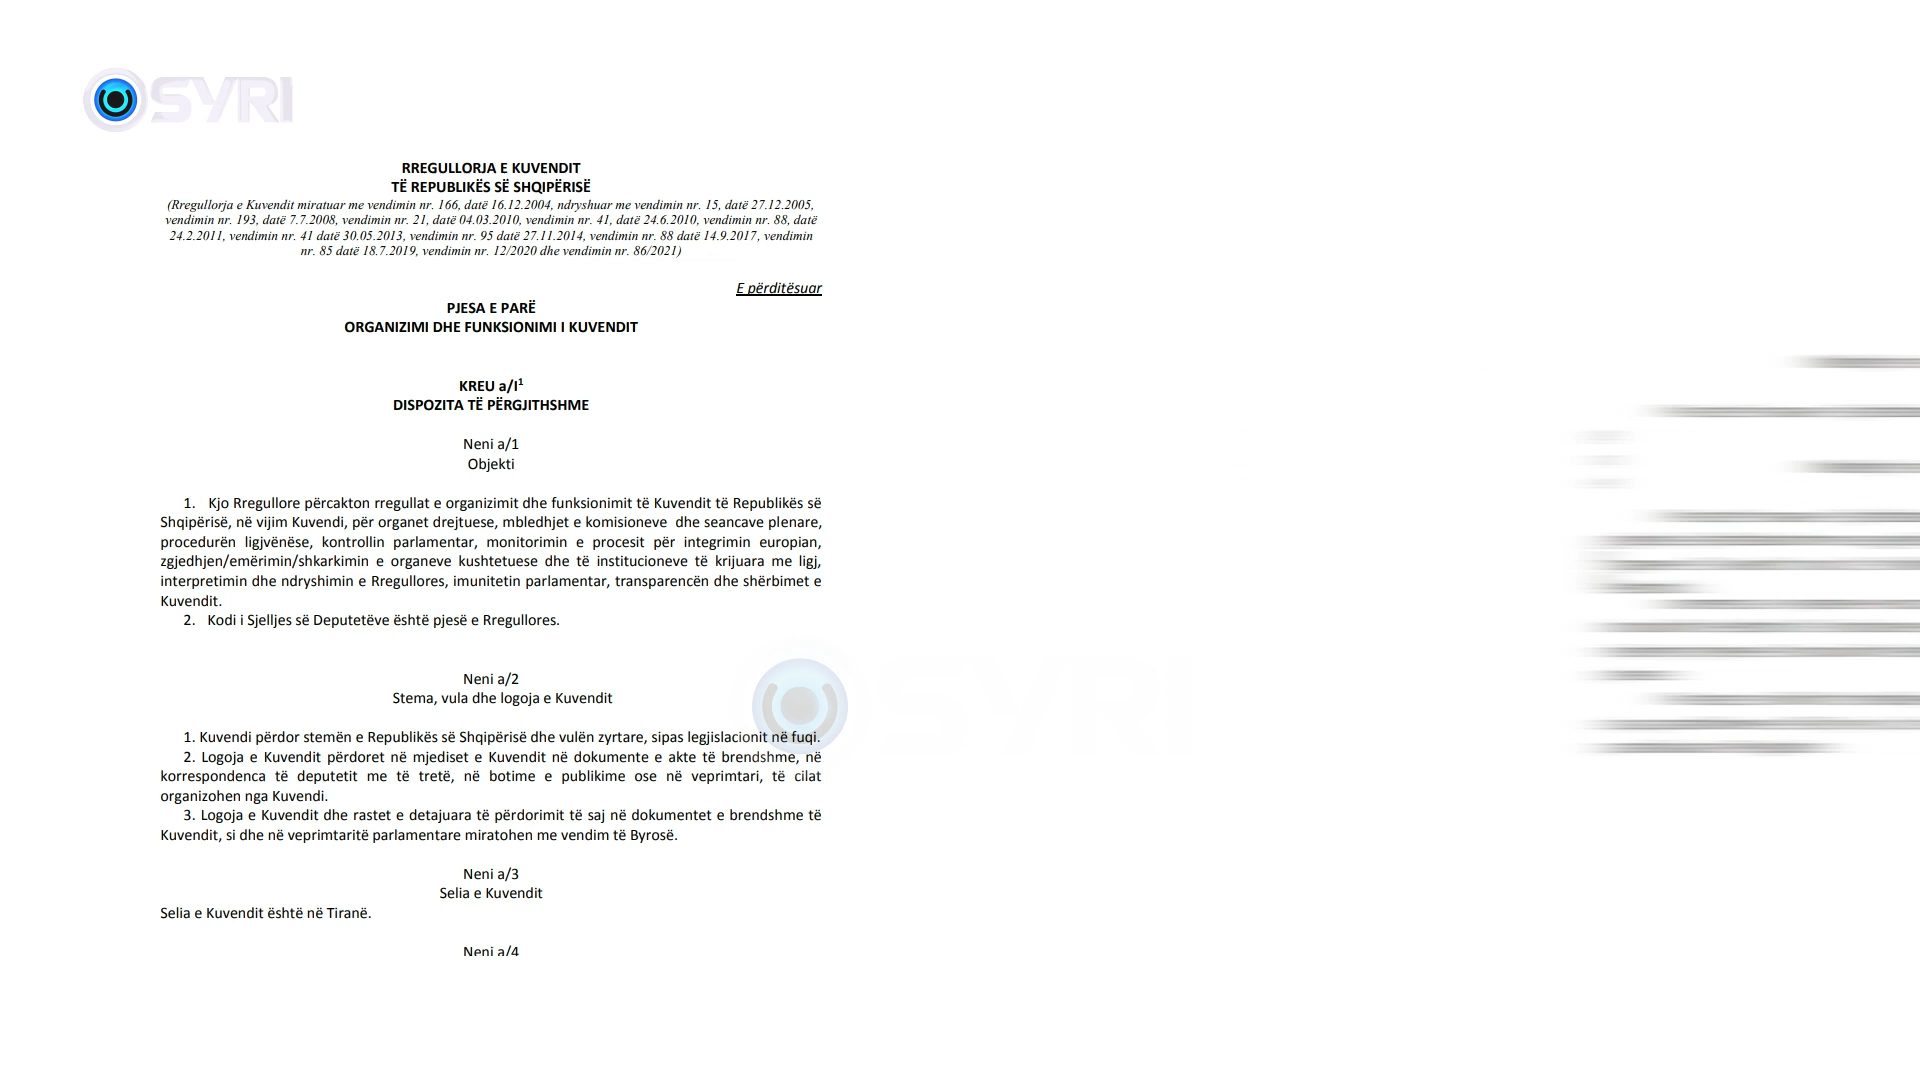 SYRI
RREGULLORJA E KUVENDIT
TË REPUBLIKËS SË SHQIPËRISË
(Rregullorja e Kuvendit miratuar me vendimin nr. 166, datë 16.12.2004, ndryshuar me vendimin nr. 15, datë 27.12.2005,
vendimin nr. 193, datë 7.7.2008, vendimin nr. 21, datë 04.03.2010, vendimin nr. 41, datë 24.6.2010, vendimin nr. 88, datë
24.2.2011, vendimin nr. 41 datë 30.05.2013, vendimin nr. 95 datë 27.11.2014, vendimin nr. 88 datë 14.9.2017, vendimin
nr. 85 datë 18.7.2019, vendimin nr. 12/2020 dhe vendimin nr. 86/2021)
E përditësuar
PJESA E PARË
ORGANIZIMI DHE FUNKSIONIMI I KUVENDIT
KREU a/I¹
DISPOZITA TË PËRGJITHSHME
Neni a/1
Objekti
1. Kjo Rregullore përcakton rregullat e organizimit dhe funksionimit të Kuvendit të Republikës së
Shqipërisë, në vijim Kuvendi, për organet drejtuese, mbledhjet e komisioneve dhe seancave plenare,
procedurën ligjvënëse, kontrollin parlamentar, monitorimin e procesit për integrimin europian,
zgjedhjen/emërimin/shkarkimin e organeve kushtetuese dhe të institucioneve të krijuara me ligj,
interpretimin dhe ndryshimin e Rregullores, imunitetin parlamentar, transparencën dhe shërbimet e
Kuvendit.
2. Kodi i Sjelljes së Deputetëve është pjesë e Rregullores.
Neni a/2
Stema, vula dhe logoja e Kuvendit
1. Kuvendi përdor stemën e Republikës së Shqipërisë dhe vulën zyrtare, sipas legjislacionit në fuqi.
2. Logoja e Kuvendit përdoret në mjediset e Kuvendit në dokumente e akte të brendshme, në
korrespondenca të deputetit me të tretë, në botime e publikime ose në veprimtari, të cilat
organizohen nga Kuvendi.
3. Logoja e Kuvendit dhe rastet e detajuara të përdorimit të saj në dokumentet e brendshme të
Kuvendit, si dhe në veprimtaritë parlamentare miratohen me vendim të Byrosë.
Neni a/3
Selia e Kuvendit
Selia e Kuvendit është në Tiranë.
Neni a/4
SYRI